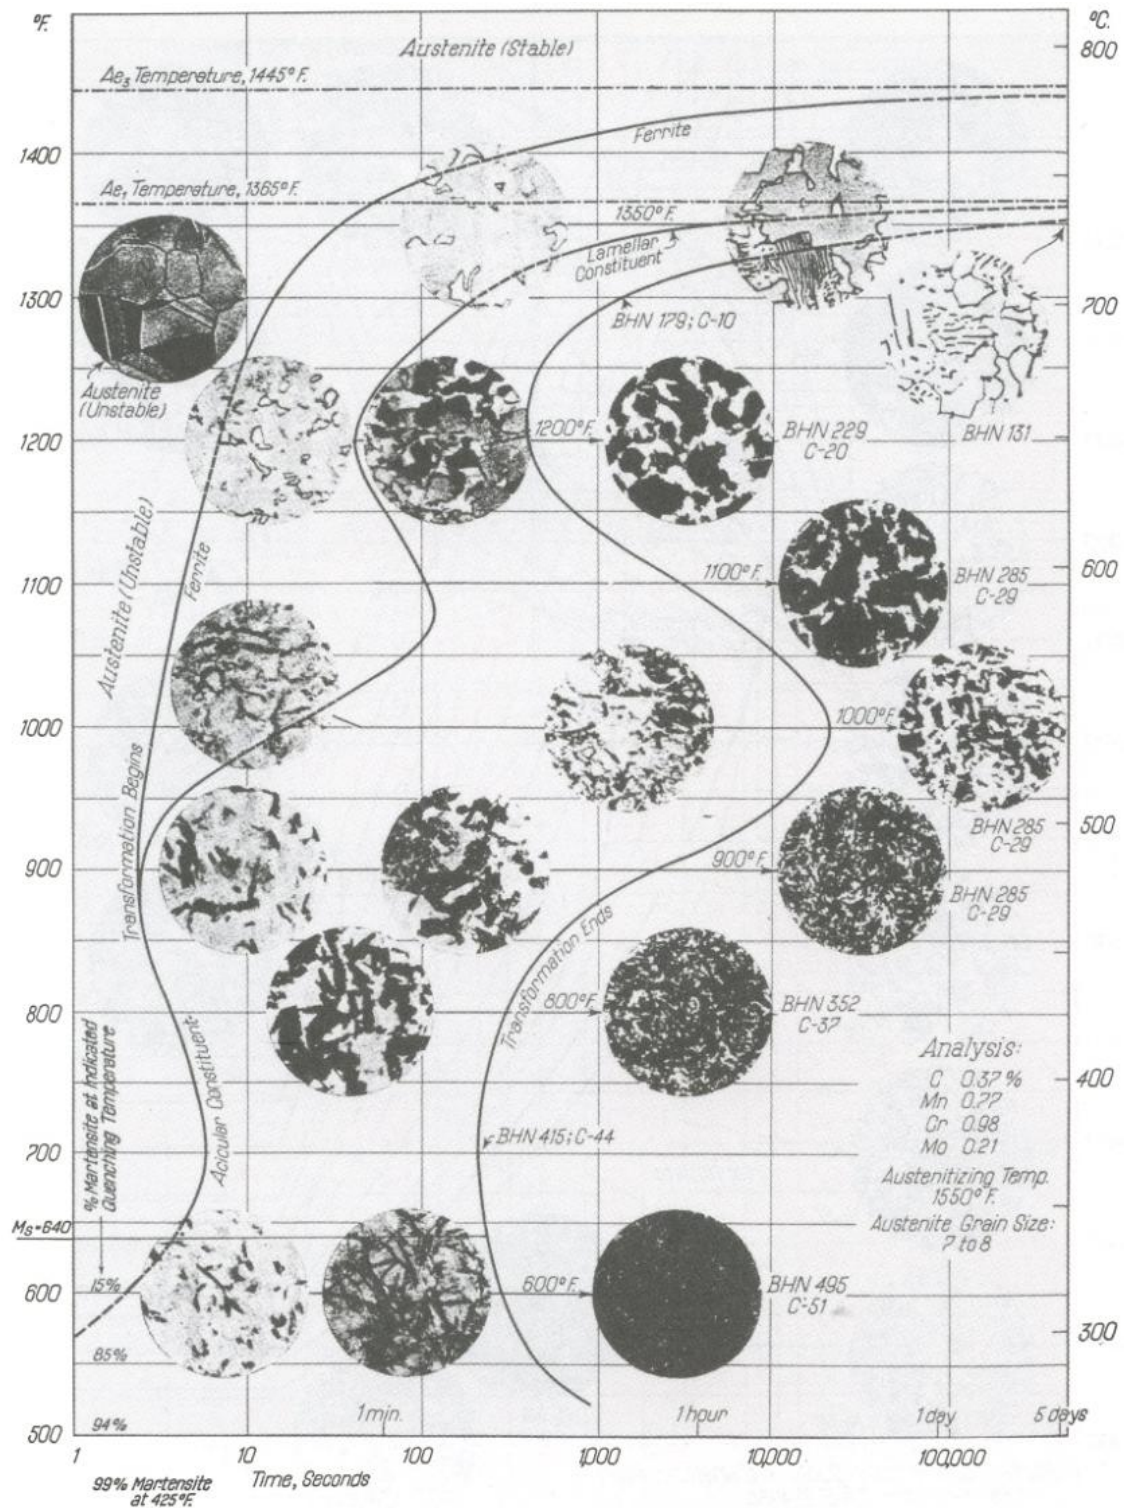 °F.
°C.
Austenite (Stable)
800
Ae₃ Temperature, 1445° F.
Ferrite
1400
Ae₁ Temperature, 1365° F.
1350° F.
Lamellar
Constituent
1300
700
BHN 179; C-10
Austenite
(Unstable)
1200
1200° F.
BHN 229
C-20
BHN 131
Austenite (Unstable)
Ferrite
1100
1100° F.
600
BHN 285
C-29
1000
1000° F.
Transformation Begins
BHN 285
C-29
500
900
900° F.
BHN 285
C-29
Transformation Ends
800
800° F.
BHN 352
C-37
% Martensite at Indicated
Quenching Temperature
Acicular Constituent
Analysis:
C 0.37 %
Mn 0.77
Cr 0.98
Mo 0.21
400
700
BHN 415; C-44
Austenitizing Temp.
1550° F.
Austenite Grain Size:
7 to 8
Ms=640
15%
600
600° F.
BHN 495
C-51
300
85%
94%
1 min.
1 hour
1 day
5 days
500
1
10
100
1,000
10,000
100,000
Time, Seconds
99% Martensite
at 425° F.